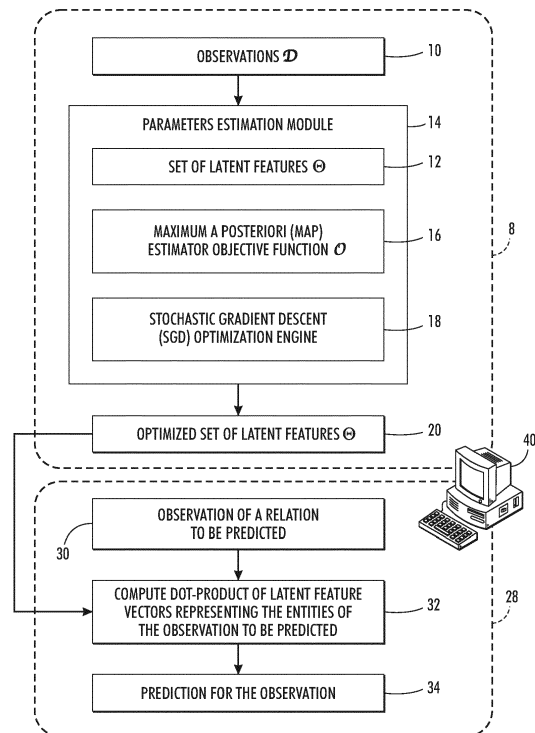 OBSERVATIONS 𝒟
10
PARAMETERS ESTIMATION MODULE
14
SET OF LATENT FEATURES Θ
12
MAXIMUM A POSTERIORI (MAP)
ESTIMATOR OBJECTIVE FUNCTION 𝒪
16
8
STOCHASTIC GRADIENT DESCENT
(SGD) OPTIMIZATION ENGINE
18
OPTIMIZED SET OF LATENT FEATURES Θ
20
40
OBSERVATION OF A RELATION
TO BE PREDICTED
30
COMPUTE DOT-PRODUCT OF LATENT FEATURE
VECTORS REPRESENTING THE ENTITIES OF
THE OBSERVATION TO BE PREDICTED
32
28
PREDICTION FOR THE OBSERVATION
34